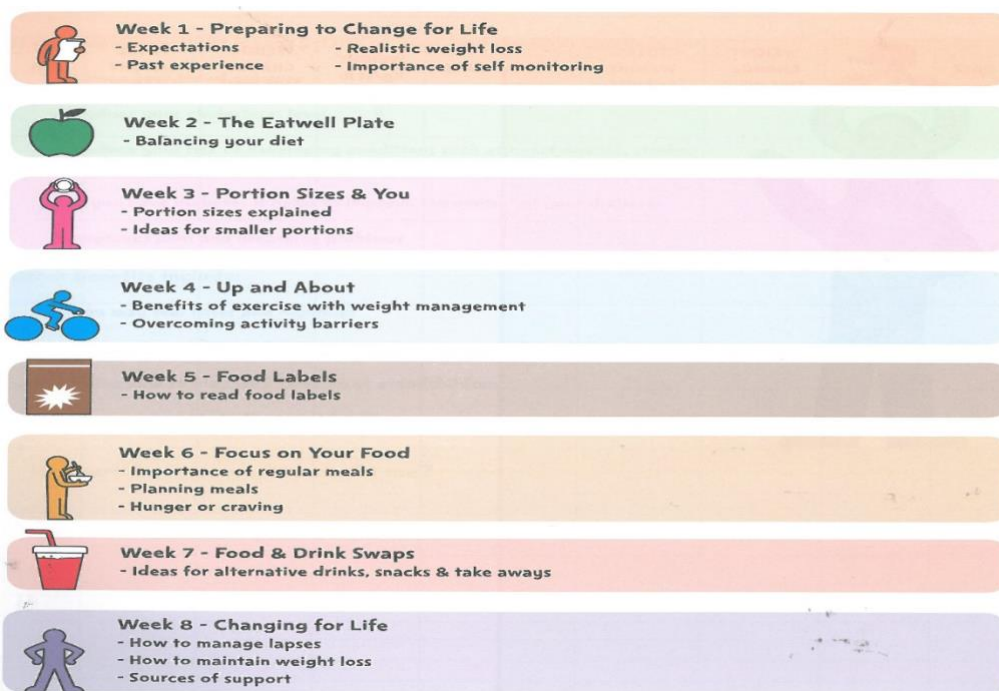 Week 1 - Preparing to Change for Life
- Expectations - Realistic weight loss
- Past experience - Importance of self monitoring
Week 2 - The Eatwell Plate
- Balancing your diet
Week 3 - Portion Sizes & You
- Portion sizes explained
- Ideas for smaller portions
Week 4 - Up and About
- Benefits of exercise with weight management
- Overcoming activity barriers
Week 5 - Food Labels
- How to read food labels
Week 6 - Focus on Your Food
- Importance of regular meals
- Planning meals
- Hunger or craving
Week 7 - Food & Drink Swaps
- Ideas for alternative drinks, snacks & take aways
Week 8 - Changing for Life
- How to manage lapses
- How to maintain weight loss
- Sources of support